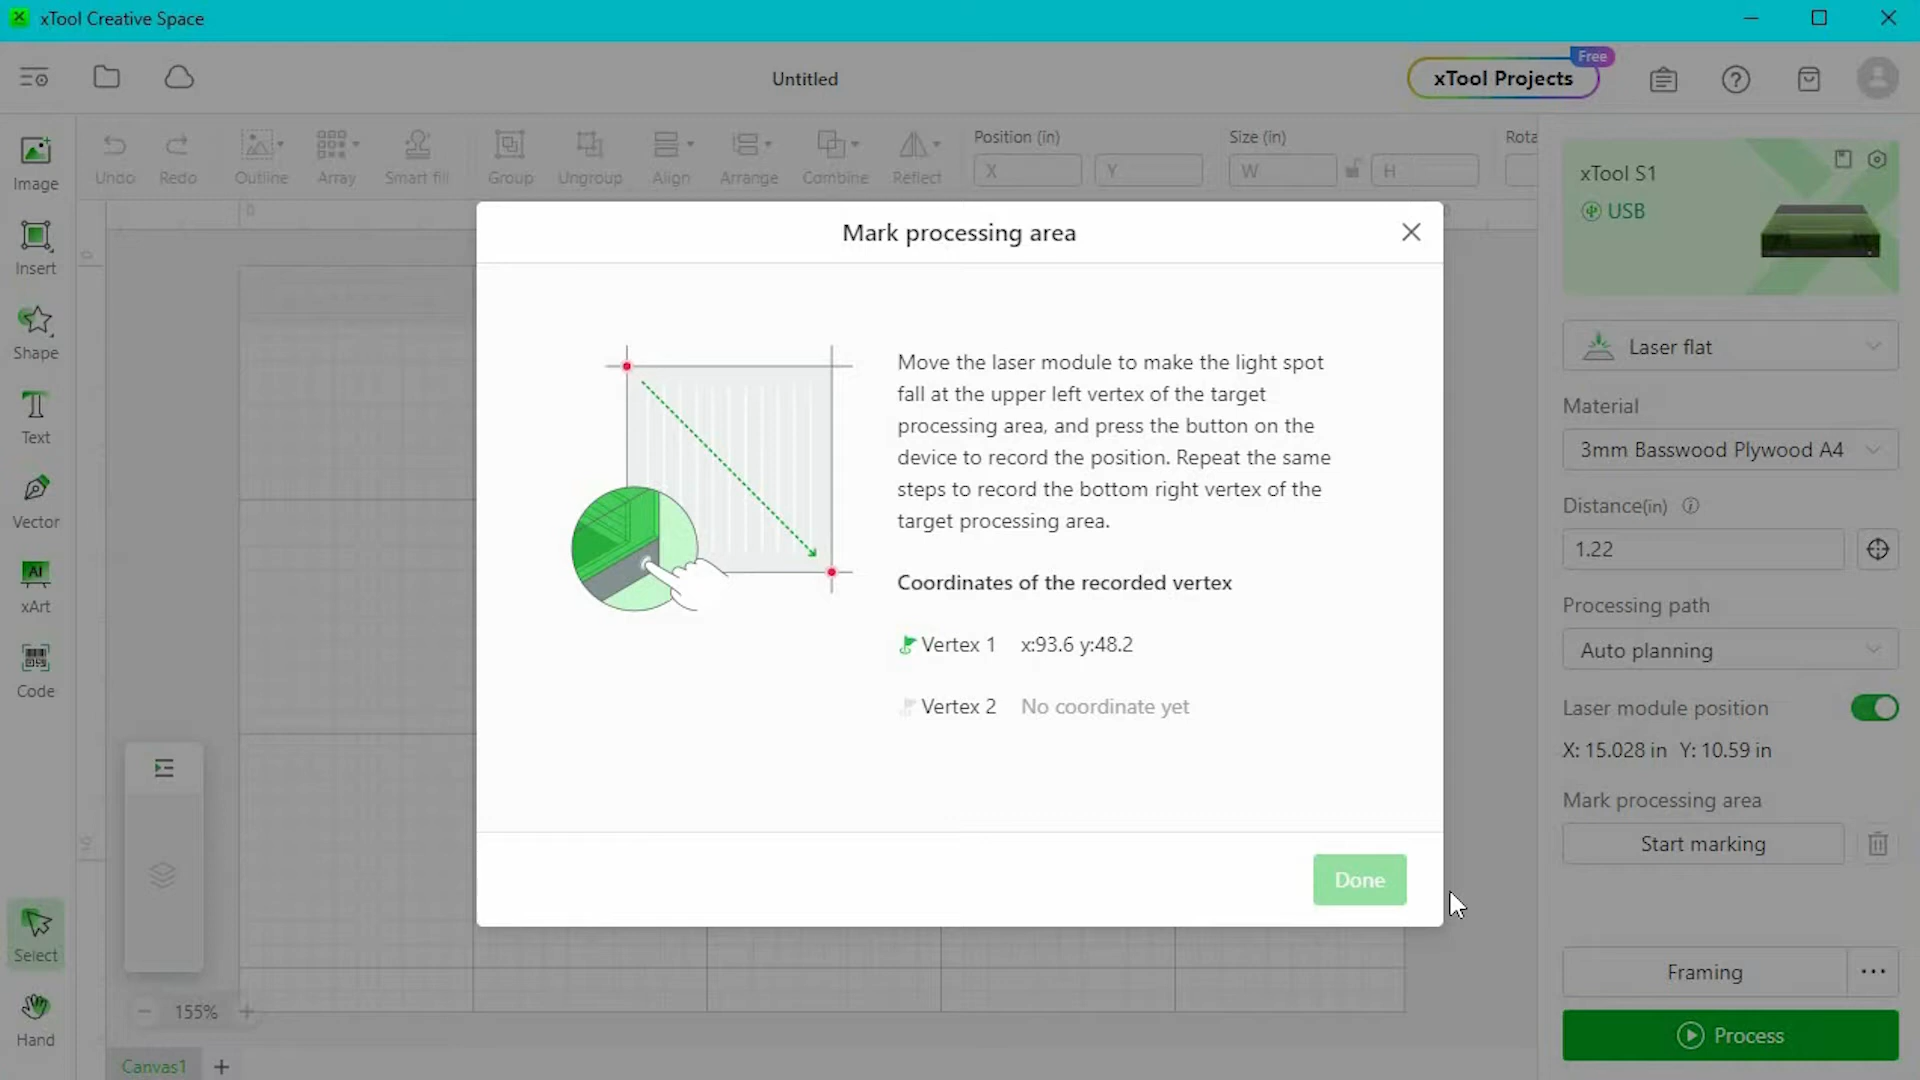 xTool Creative Space
Untitled
xTool Projects
Free
Image
Undo
Redo
Outline
Array
Smart fill
Group
Ungroup
Align
Arrange
Combine
Reflect
Position (in)
X
Y
Size (in)
W
H
Rota
0
0
Insert
Shape
Text
Vector
AI
xArt
Code
Select
Hand
Mark processing area
Move the laser module to make the light spot
fall at the upper left vertex of the target
processing area, and press the button on the
device to record the position. Repeat the same
steps to record the bottom right vertex of the
target processing area.
Coordinates of the recorded vertex
Vertex 1 x:93.6 y:48.2
Vertex 2 No coordinate yet
Done
xTool S1
USB
Laser flat
Material
3mm Basswood Plywood A4
Distance(in)
1.22
Processing path
Auto planning
Laser module position
X: 15.028 in Y: 10.59 in
Mark processing area
Start marking
Framing
Process
155%
Canvas1